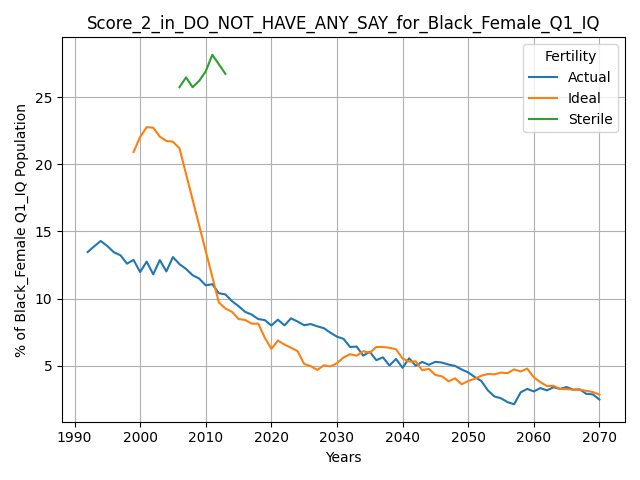 Score_2_in_DO_NOT_HAVE_ANY_SAY_for_Black_Female_Q1_IQ
Fertility
Actual
Ideal
Sterile
% of Black_Female Q1_IQ Population
25
20
15
10
5
1990 2000 2010 2020 2030 2040 2050 2060 2070
Years